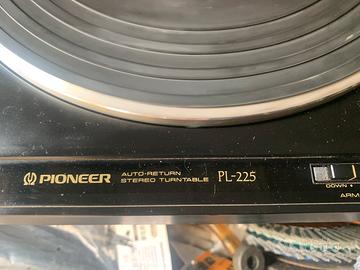 PIONEER
AUTO-RETURN
STEREO TURNTABLE
PL-225
DOWN
ARM